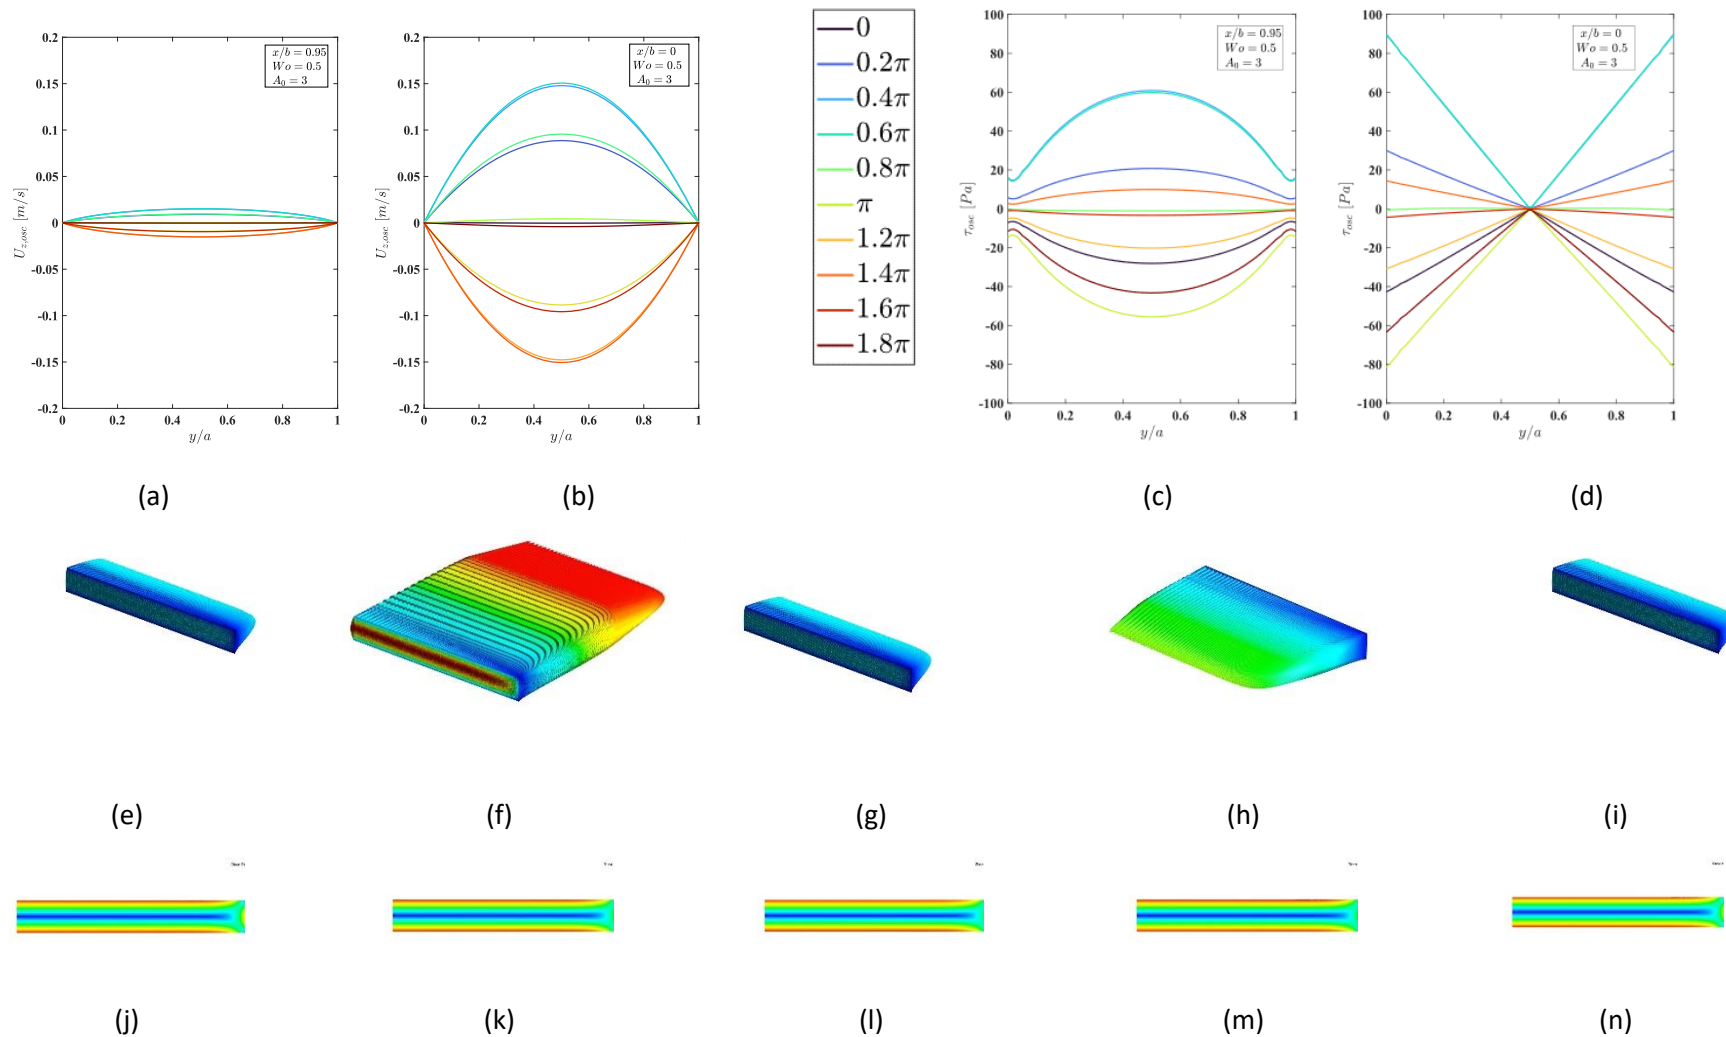 0.2
0.15
0.1
0.05
0
-0.05
-0.1
-0.15
-0.2
U_{z,osc} [m/s]
x/b = 0.95
Wo = 0.5
A_0 = 3
0 0.2 0.4 0.6 0.8 1
y/a
(a)
0.2
0.15
0.1
0.05
0
-0.05
-0.1
-0.15
-0.2
U_{z,osc} [m/s]
x/b = 0
Wo = 0.5
A_0 = 3
0 0.2 0.4 0.6 0.8 1
y/a
(b)
0
0.2π
0.4π
0.6π
0.8π
π
1.2π
1.4π
1.6π
1.8π
100
80
60
40
20
0
-20
-40
-60
-80
-100
τ_{osc} [Pa]
x/b = 0.95
Wo = 0.5
A_0 = 3
0 0.2 0.4 0.6 0.8 1
y/a
(c)
100
80
60
40
20
0
-20
-40
-60
-80
-100
τ_{osc} [Pa]
x/b = 0
Wo = 0.5
A_0 = 3
0 0.2 0.4 0.6 0.8 1
y/a
(d)
(e) (f) (g) (h) (i)
(j) (k) (l) (m) (n)